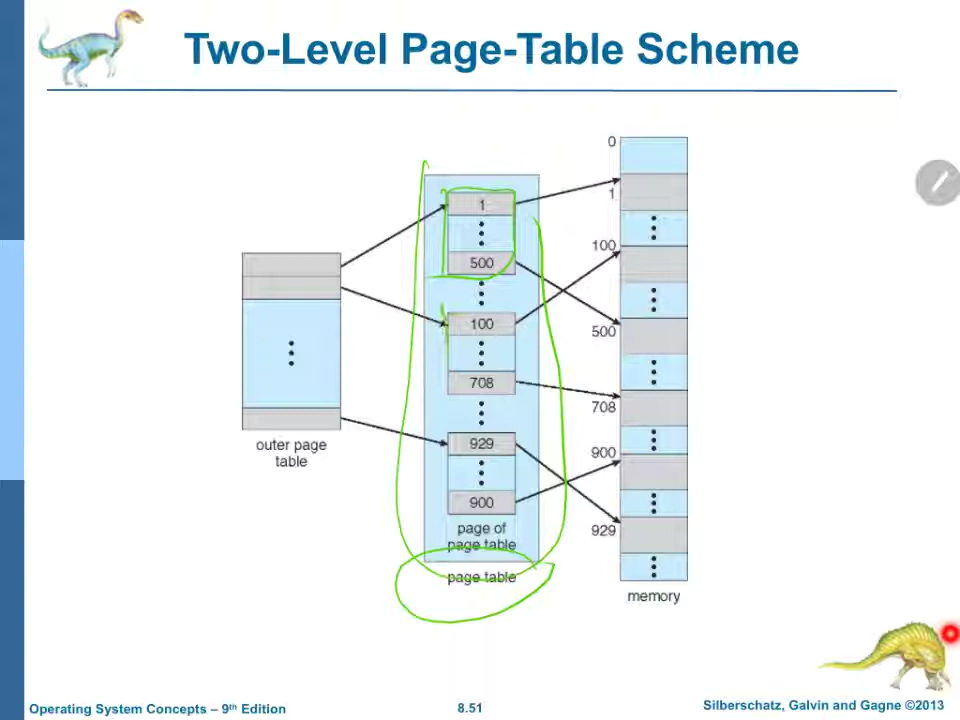 Two-Level Page-Table Scheme
0
1
1
100
500
500
100
708
708
929
900
900
929
outer page
table
page of
page table
page table
memory
Operating System Concepts – 9th Edition
8.51
Silberschatz, Galvin and Gagne ©2013